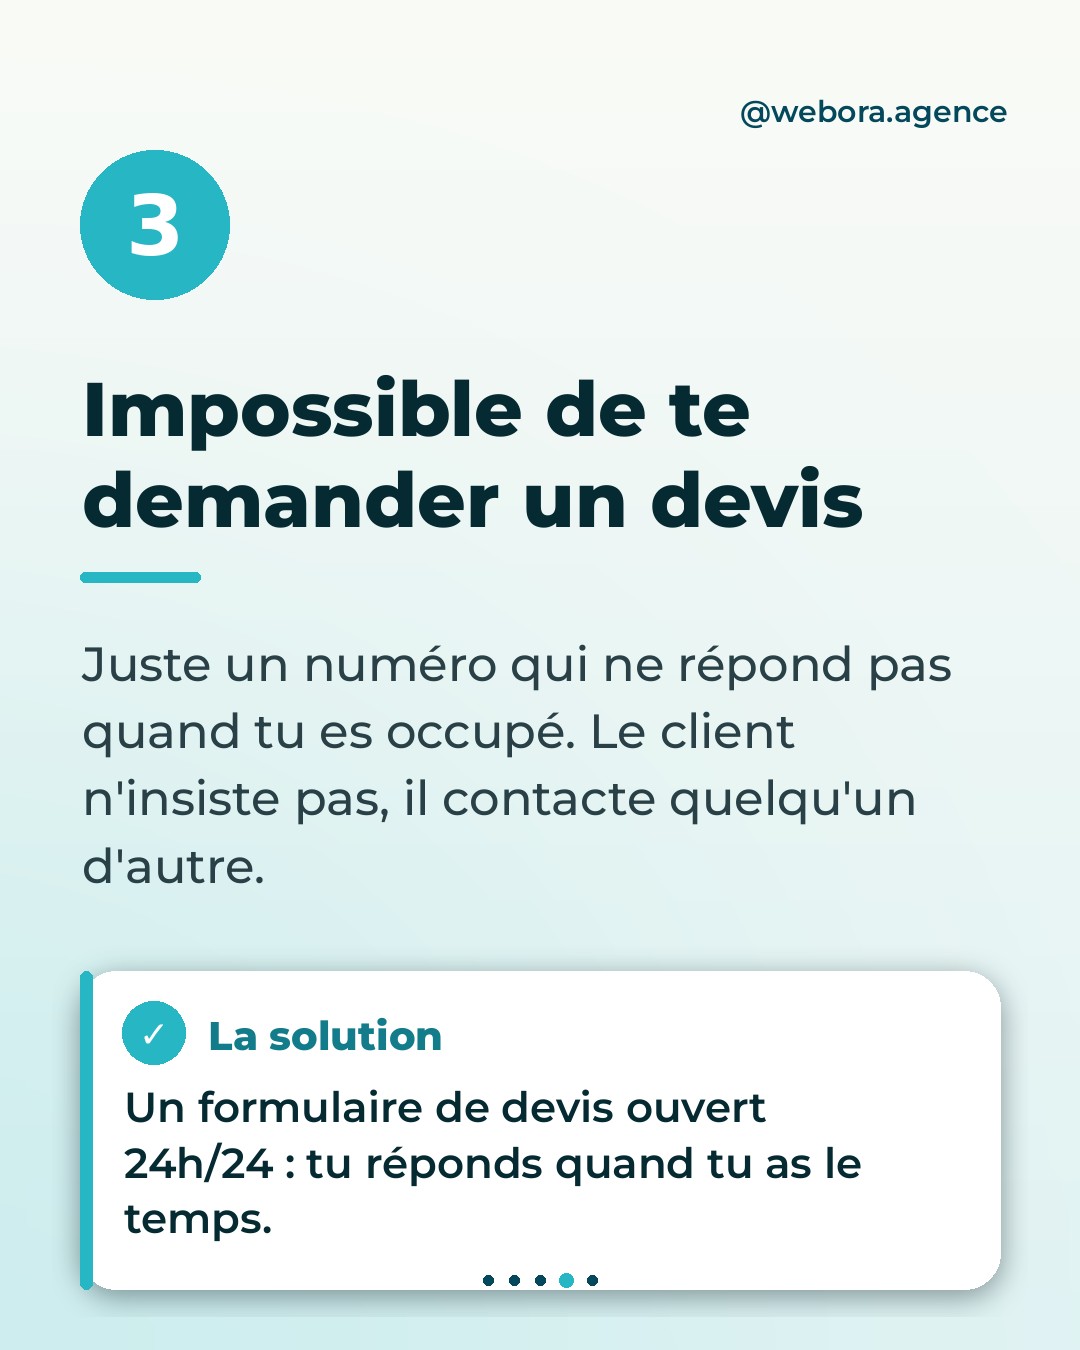 @webora.agence
3
Impossible de te
demander un devis
Juste un numéro qui ne répond pas
quand tu es occupé. Le client
n'insiste pas, il contacte quelqu'un
d'autre.
✓ La solution
Un formulaire de devis ouvert
24h/24 : tu réponds quand tu as le
temps.